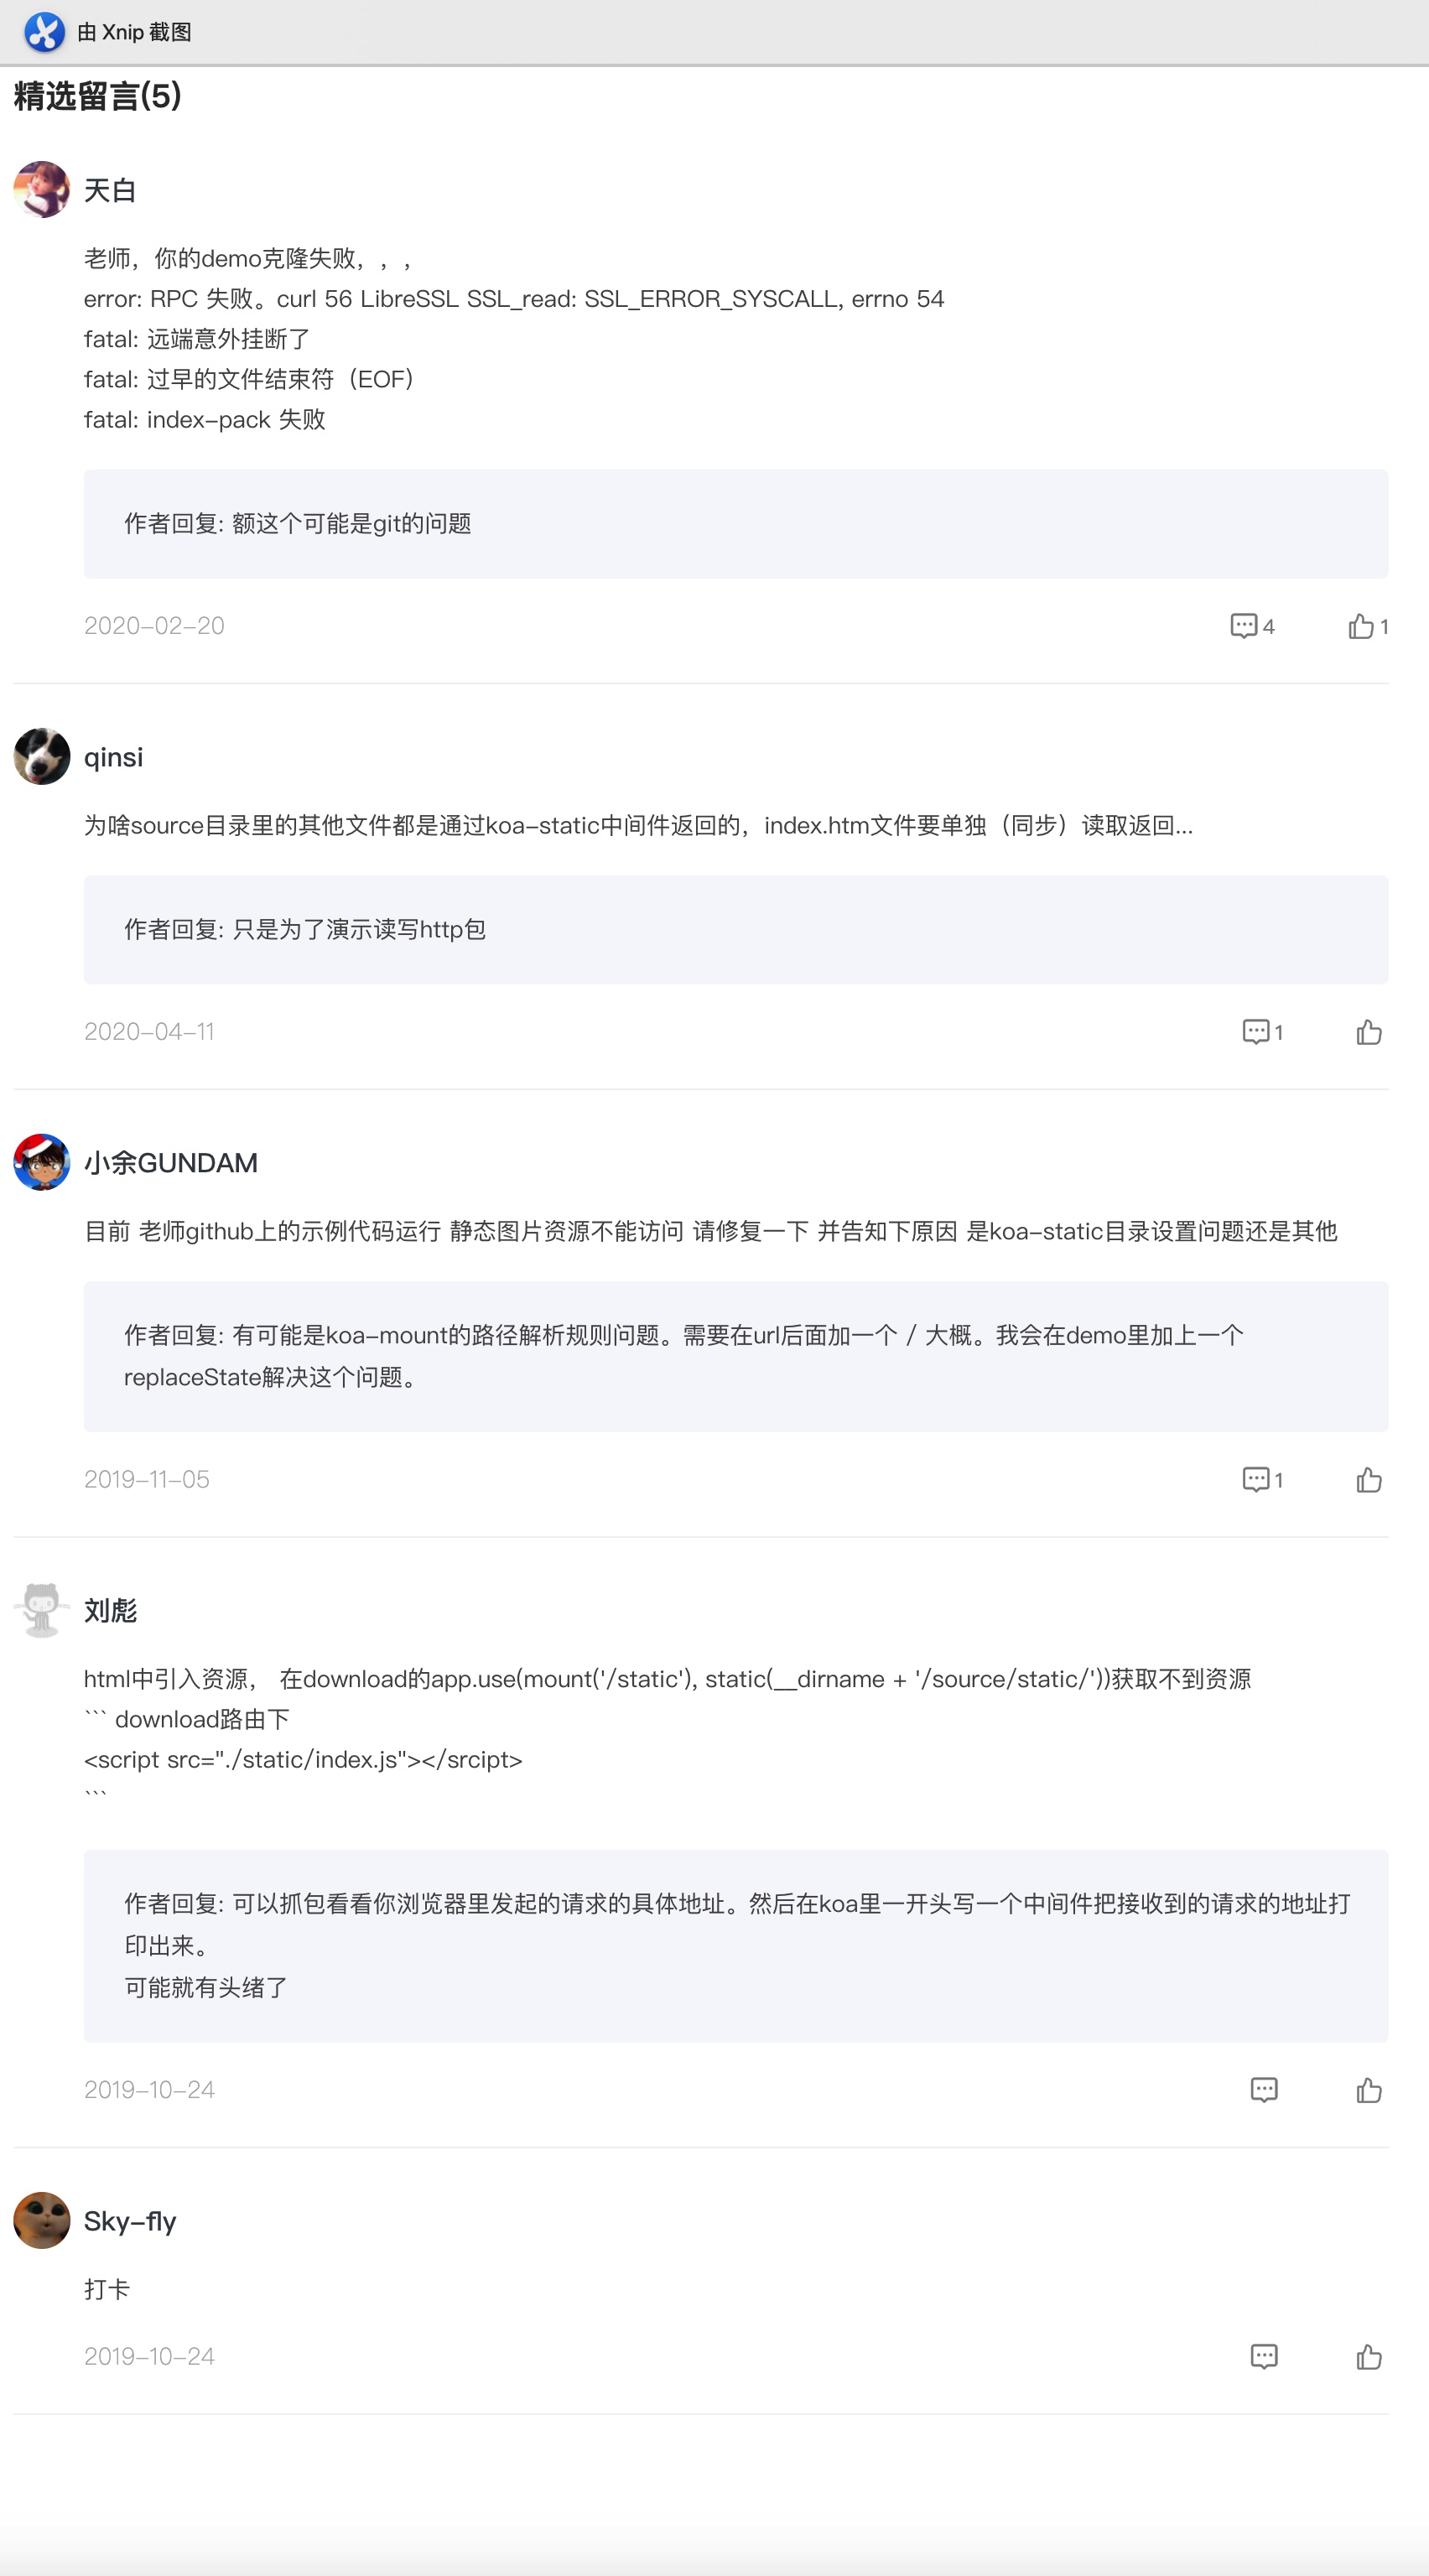 由 Xnip 截图
精选留言(5)
天白
老师，你的demo克隆失败，，，
error: RPC 失败。curl 56 LibreSSL SSL_read: SSL_ERROR_SYSCALL, errno 54
fatal: 远端意外挂断了
fatal: 过早的文件结束符（EOF）
fatal: index-pack 失败
作者回复: 额这个可能是git的问题
2020-02-20
4
1
qinsi
为啥source目录里的其他文件都是通过koa-static中间件返回的，index.htm文件要单独（同步）读取返回...
作者回复: 只是为了演示读写http包
2020-04-11
1
小余GUNDAM
目前 老师github上的示例代码运行 静态图片资源不能访问 请修复一下 并告知下原因 是koa-static目录设置问题还是其他
作者回复: 有可能是koa-mount的路径解析规则问题。需要在url后面加一个 / 大概。我会在demo里加上一个
replaceState解决这个问题。
2019-11-05
1
刘彪
html中引入资源， 在download的app.use(mount('/static'), static(__dirname + '/source/static/'))获取不到资源
``` download路由下
<script src="./static/index.js"></srcipt>
```
作者回复: 可以抓包看看你浏览器里发起的请求的具体地址。然后在koa里一开头写一个中间件把接收到的请求的地址打
印出来。
可能就有头绪了
2019-10-24
Sky-fly
打卡
2019-10-24